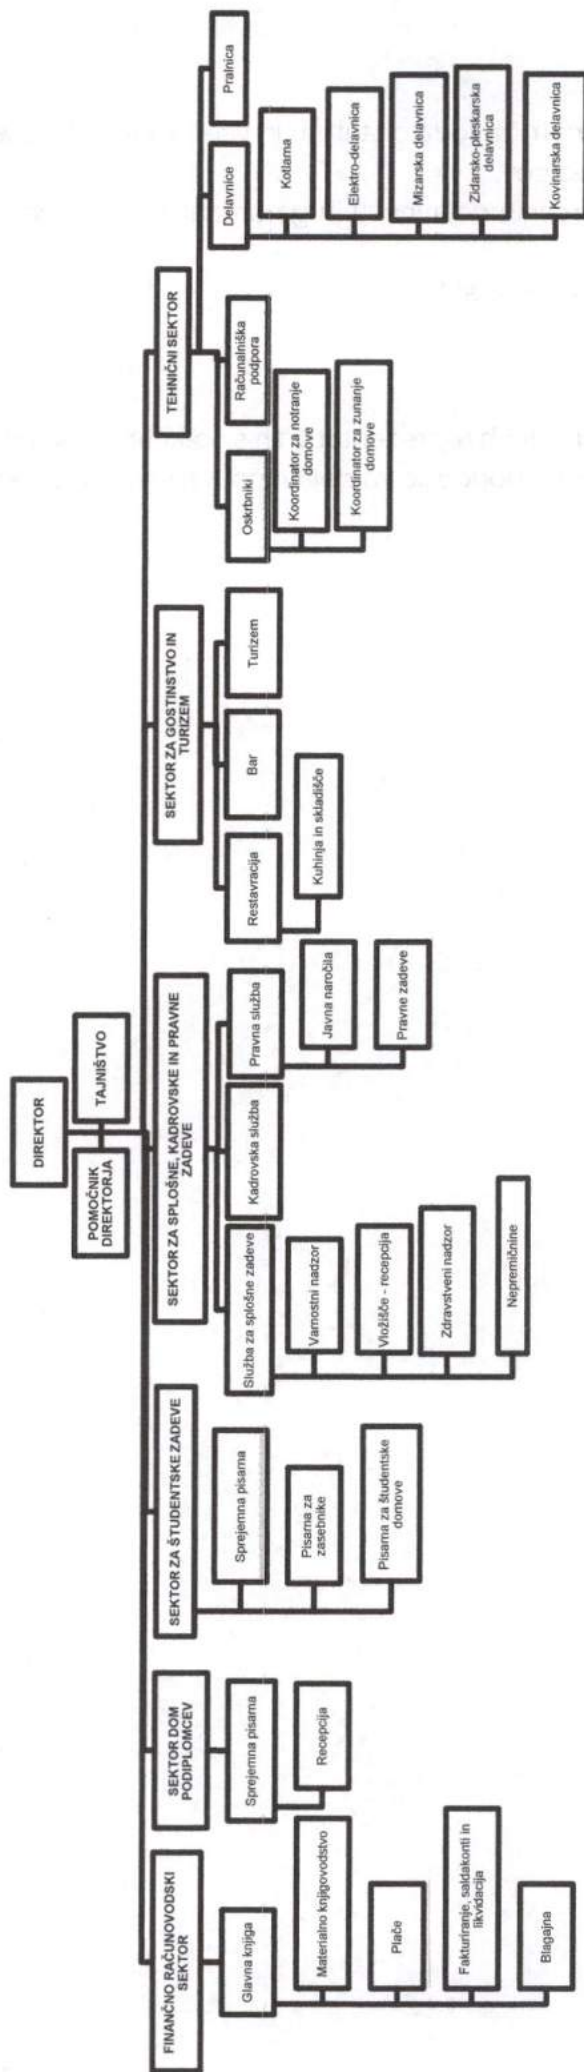 DIREKTOR
POMOČNIK
DIREKTORJA
TAJNIŠTVO
FINANČNO RAČUNOVODSKI
SEKTOR
Glavna knjiga
Materialno knjigovodstvo
Plače
Fakturiranje, saldakonti in
likvidacija
Blagajna
SEKTOR DOM
PODIPLOMCEV
Sprejemna pisarna
Recepcija
SEKTOR ZA ŠTUDENTSKE ZADEVE
Sprejemna pisarna
Pisarna za
zasebnike
Pisarna za študentske
domove
SEKTOR ZA SPLOŠNE, KADROVSKE IN PRAVNE
ZADEVE
Služba za splošne zadeve
Varnostni nadzor
Vložišče - recepcija
Zdravstveni nadzor
Nepremičnine
Kadrovska služba
Pravna služba
Javna naročila
Pravne zadeve
SEKTOR ZA GOSTINSTVO IN
TURIZEM
Restavracija
Kuhinja in skladišče
Bar
Turizem
TEHNIČNI SEKTOR
Oskrbniki
Koordinator za notranje
domove
Koordinator za zunanje
domove
Računalniška
podpora
Delavnice
Kotlarna
Elektro-delavnica
Mizarska delavnica
Zidarsko-pleskarska
delavnica
Kovinarska delavnica
Pralnica